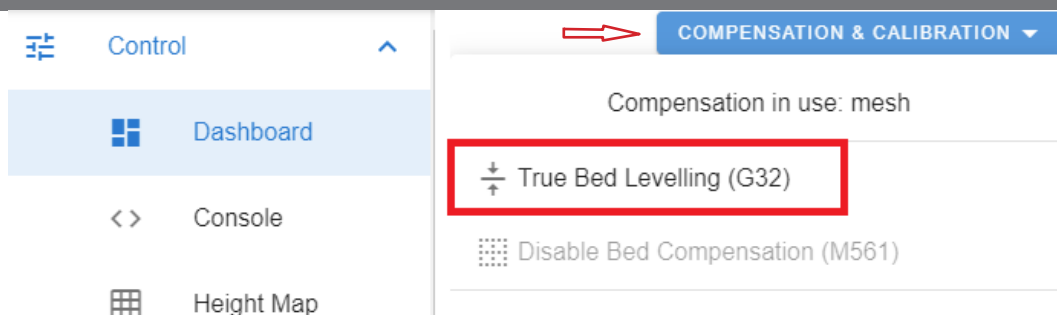 Control
Dashboard
Console
Height Map
COMPENSATION & CALIBRATION
Compensation in use: mesh
True Bed Levelling (G32)
Disable Bed Compensation (M561)